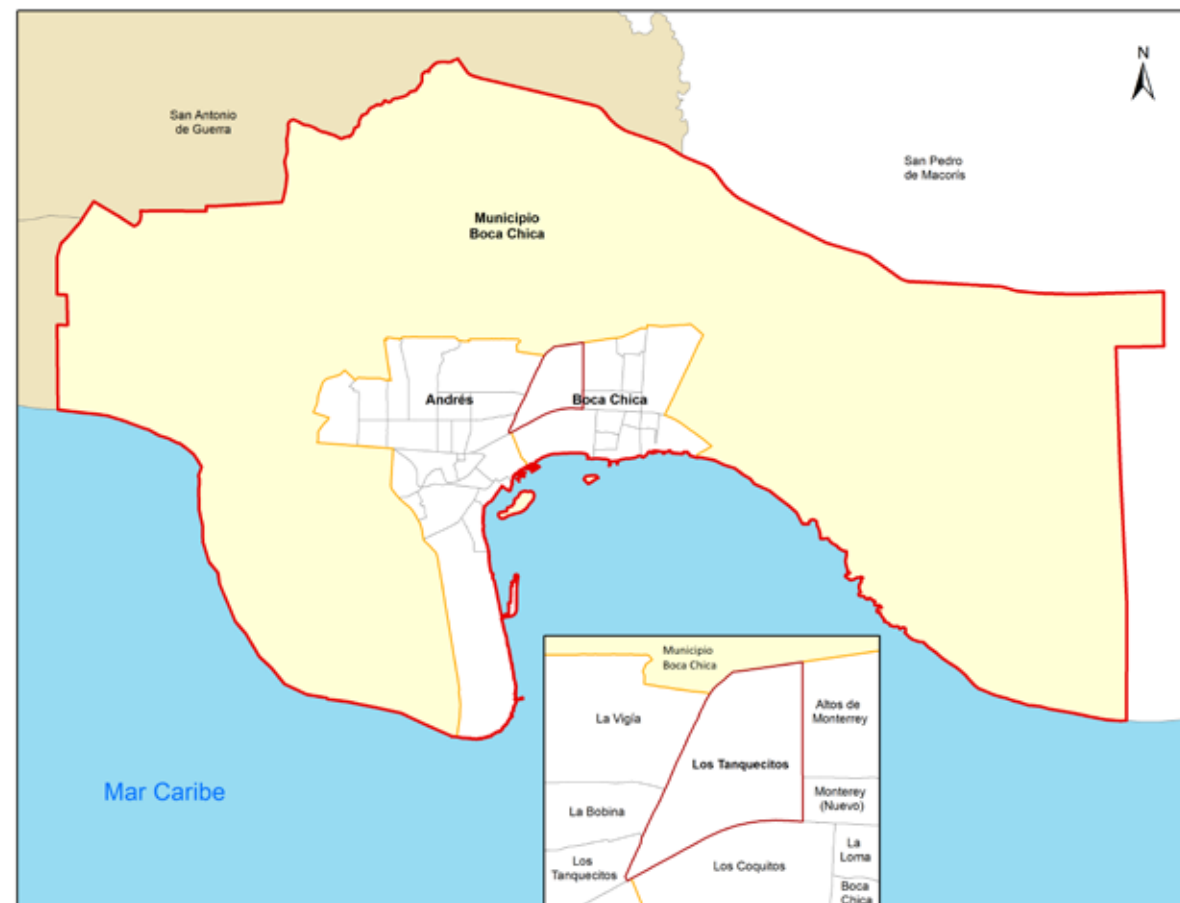 N
San Antonio
de Guerra
San Pedro
de Macorís
Municipio
Boca Chica
Andrés
Boca Chica
Municipio
Boca Chica
La Vigía
Altos de
Monterrey
Los Tanquecitos
Mar Caribe
Monterey
(Nuevo)
La Bobina
La
Loma
Los
Tanquecitos
Los Coquitos
Boca
Chica